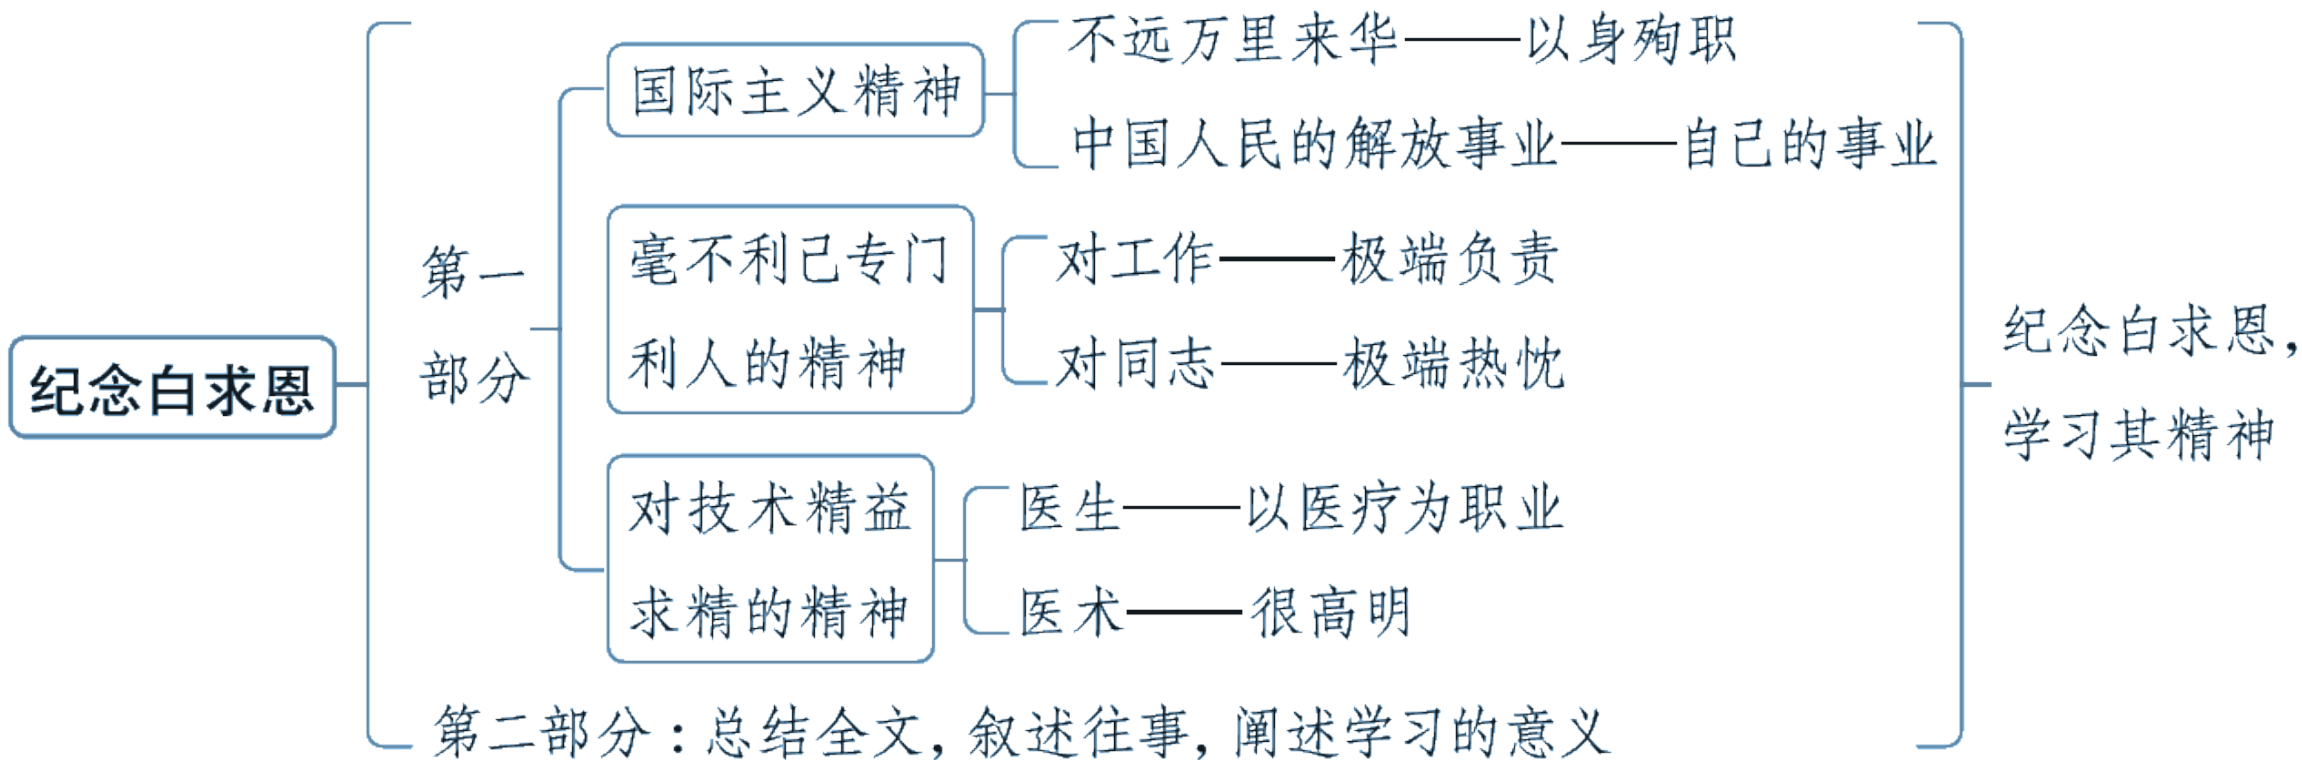 纪念白求恩
第一
部分
国际主义精神
不远万里来华——以身殉职
中国人民的解放事业——自己的事业
毫不利己专门
利人的精神
对工作——极端负责
对同志——极端热忱
对技术精益
求精的精神
医生——以医疗为职业
医术——很高明
第二部分：总结全文，叙述往事，阐述学习的意义
纪念白求恩，
学习其精神